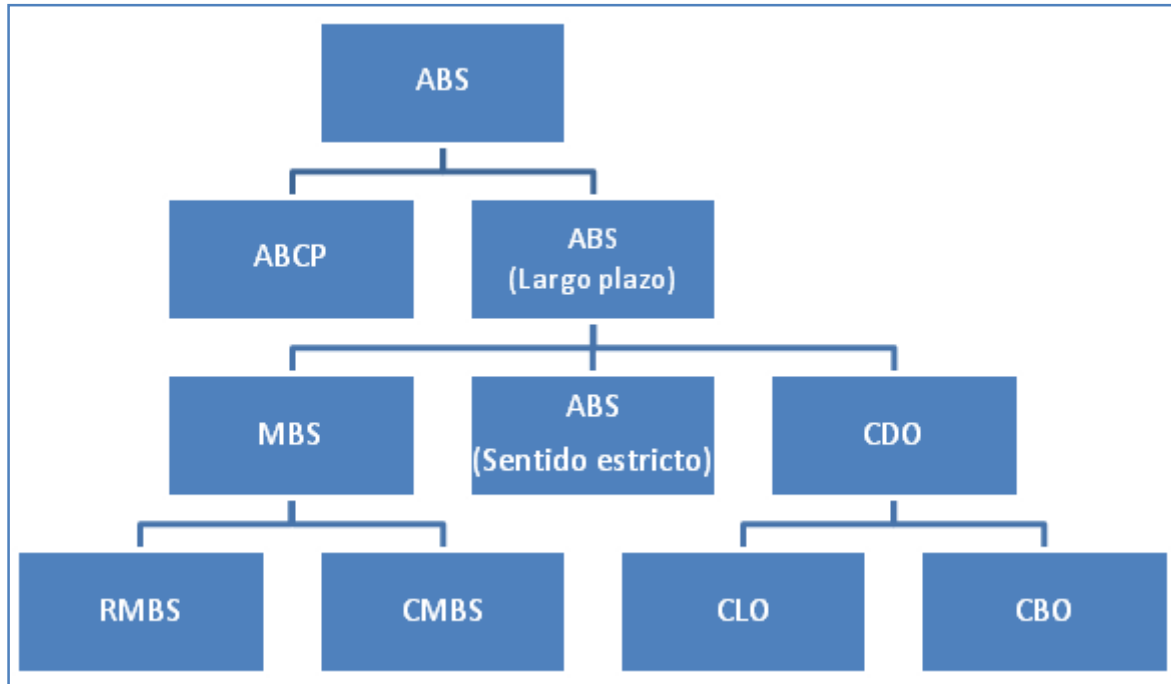 ABS
ABCP
ABS
(Largo plazo)
MBS
ABS
(Sentido estricto)
CDO
RMBS
CMBS
CLO
CBO